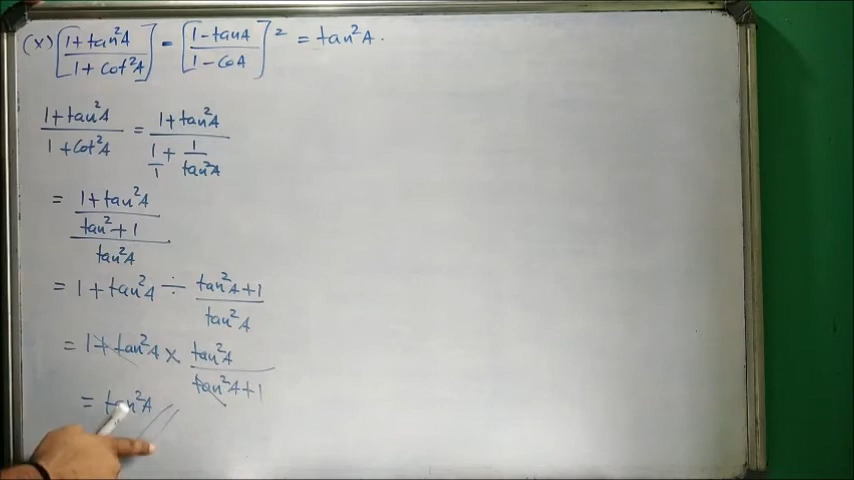 (x) [1+tan²A / 1+cot²A] = [1-tanA / 1-coA]² = tan²A.
1+tan²A / 1+cot²A = 1+tan²A / 1/1 + 1/tan²A
= 1+tan²A / tan²+1 / tan²A
= 1+tan²A ÷ tan²A+1 / tan²A
= 1+tan²A × tan²A / tan²A+1
= tan²A